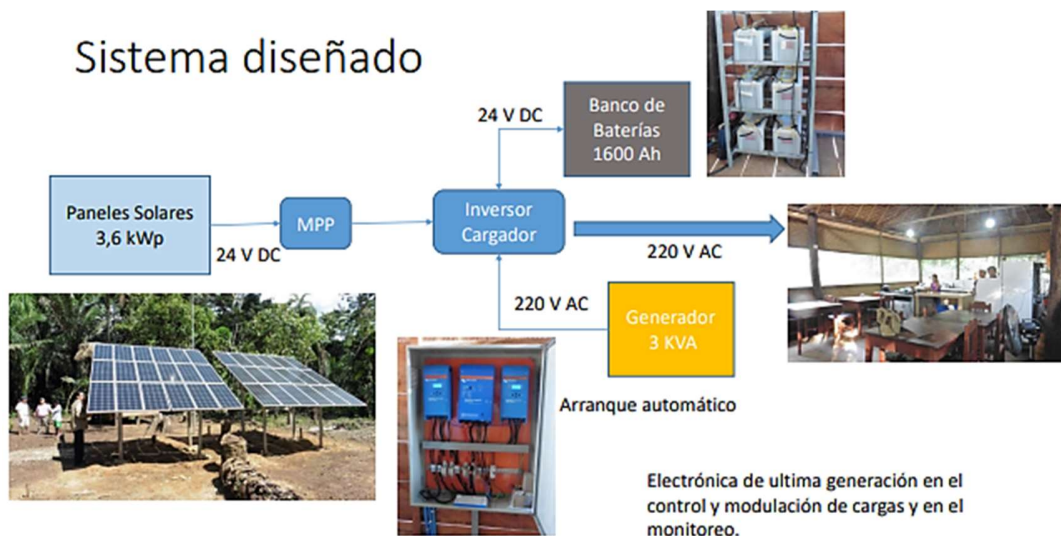 Sistema diseñado
24 V DC
Banco de
Baterías
1600 Ah
Paneles Solares
3,6 kWp
24 V DC
MPP
Inversor
Cargador
220 V AC
220 V AC
Generador
3 KVA
Arranque automático
Electrónica de ultima generación en el
control y modulación de cargas y en el
monitoreo.